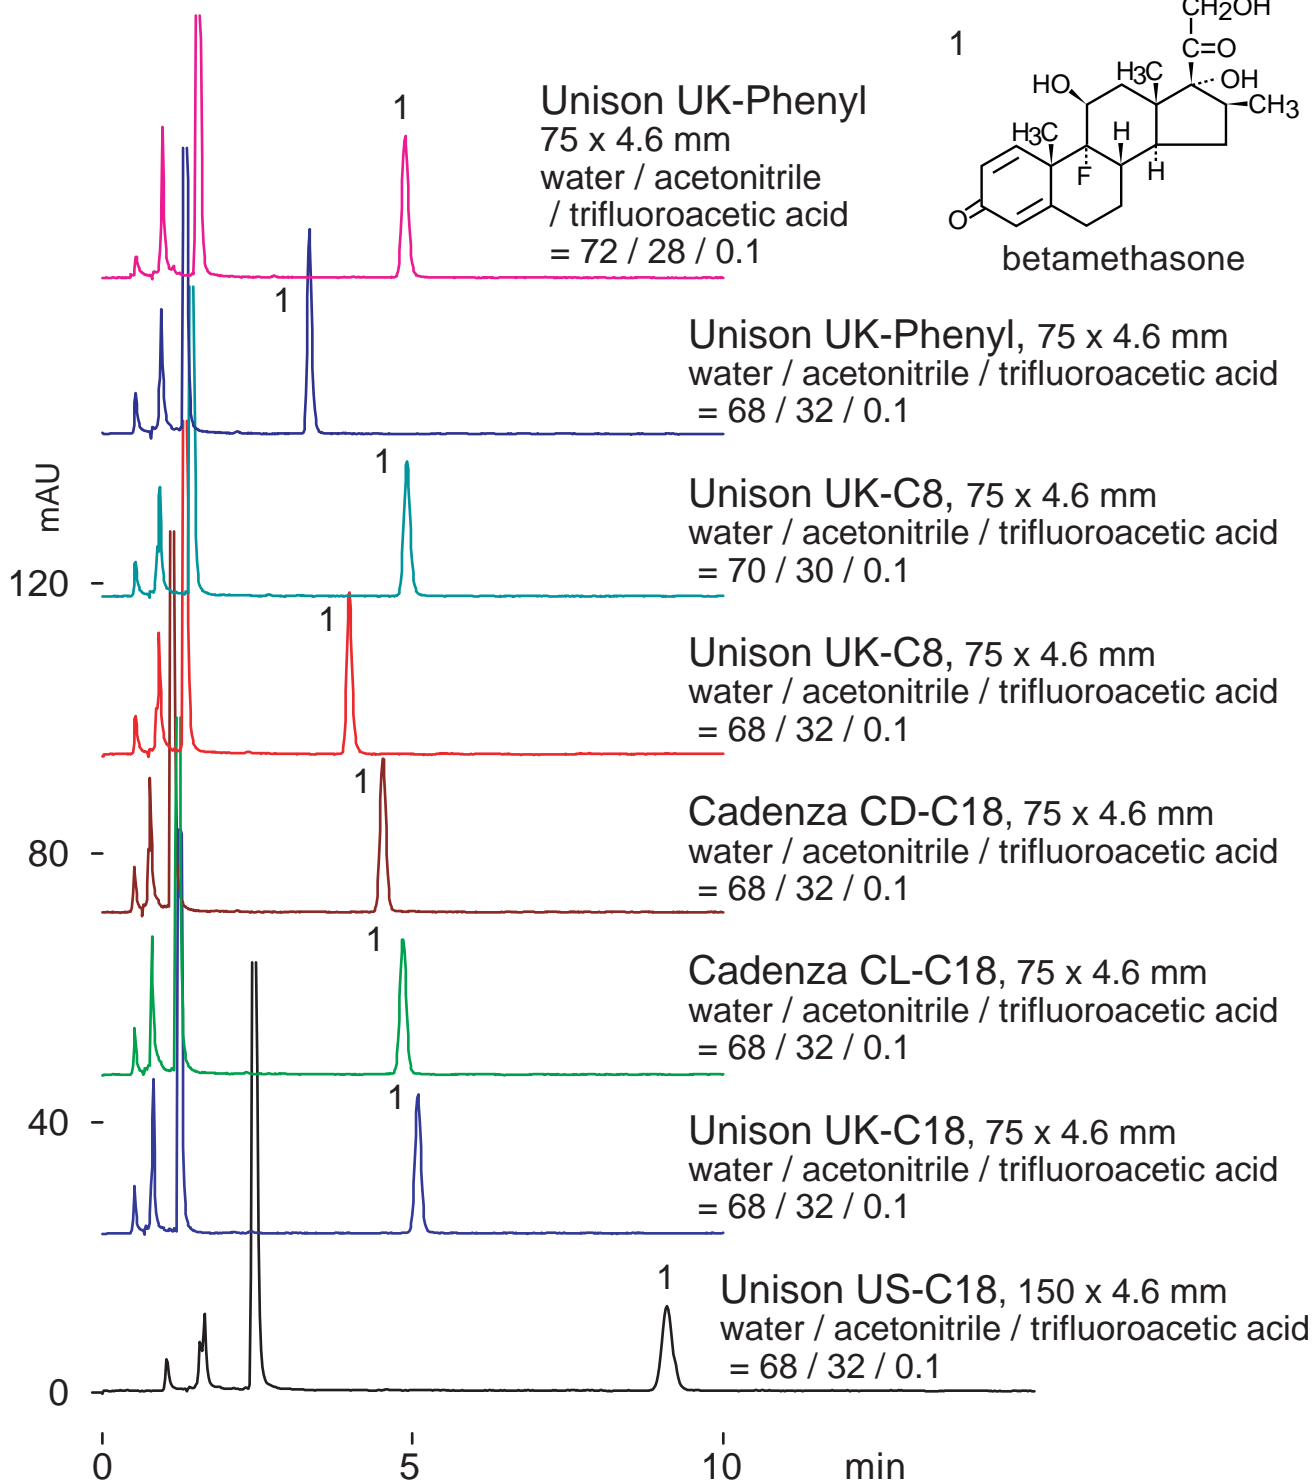 CH2OH
1
C=O
H3C
OH
HO
CH3
H3C
H
F
H
O
betamethasone
1
Unison UK-Phenyl
75 x 4.6 mm
water / acetonitrile
/ trifluoroacetic acid
= 72 / 28 / 0.1
1
Unison UK-Phenyl, 75 x 4.6 mm
water / acetonitrile / trifluoroacetic acid
= 68 / 32 / 0.1
1
Unison UK-C8, 75 x 4.6 mm
water / acetonitrile / trifluoroacetic acid
= 70 / 30 / 0.1
mAU
120
1
Unison UK-C8, 75 x 4.6 mm
water / acetonitrile / trifluoroacetic acid
= 68 / 32 / 0.1
1
Cadenza CD-C18, 75 x 4.6 mm
water / acetonitrile / trifluoroacetic acid
= 68 / 32 / 0.1
80
1
Cadenza CL-C18, 75 x 4.6 mm
water / acetonitrile / trifluoroacetic acid
= 68 / 32 / 0.1
40
1
Unison UK-C18, 75 x 4.6 mm
water / acetonitrile / trifluoroacetic acid
= 68 / 32 / 0.1
1
Unison US-C18, 150 x 4.6 mm
water / acetonitrile / trifluoroacetic acid
= 68 / 32 / 0.1
0
0 5 10 min